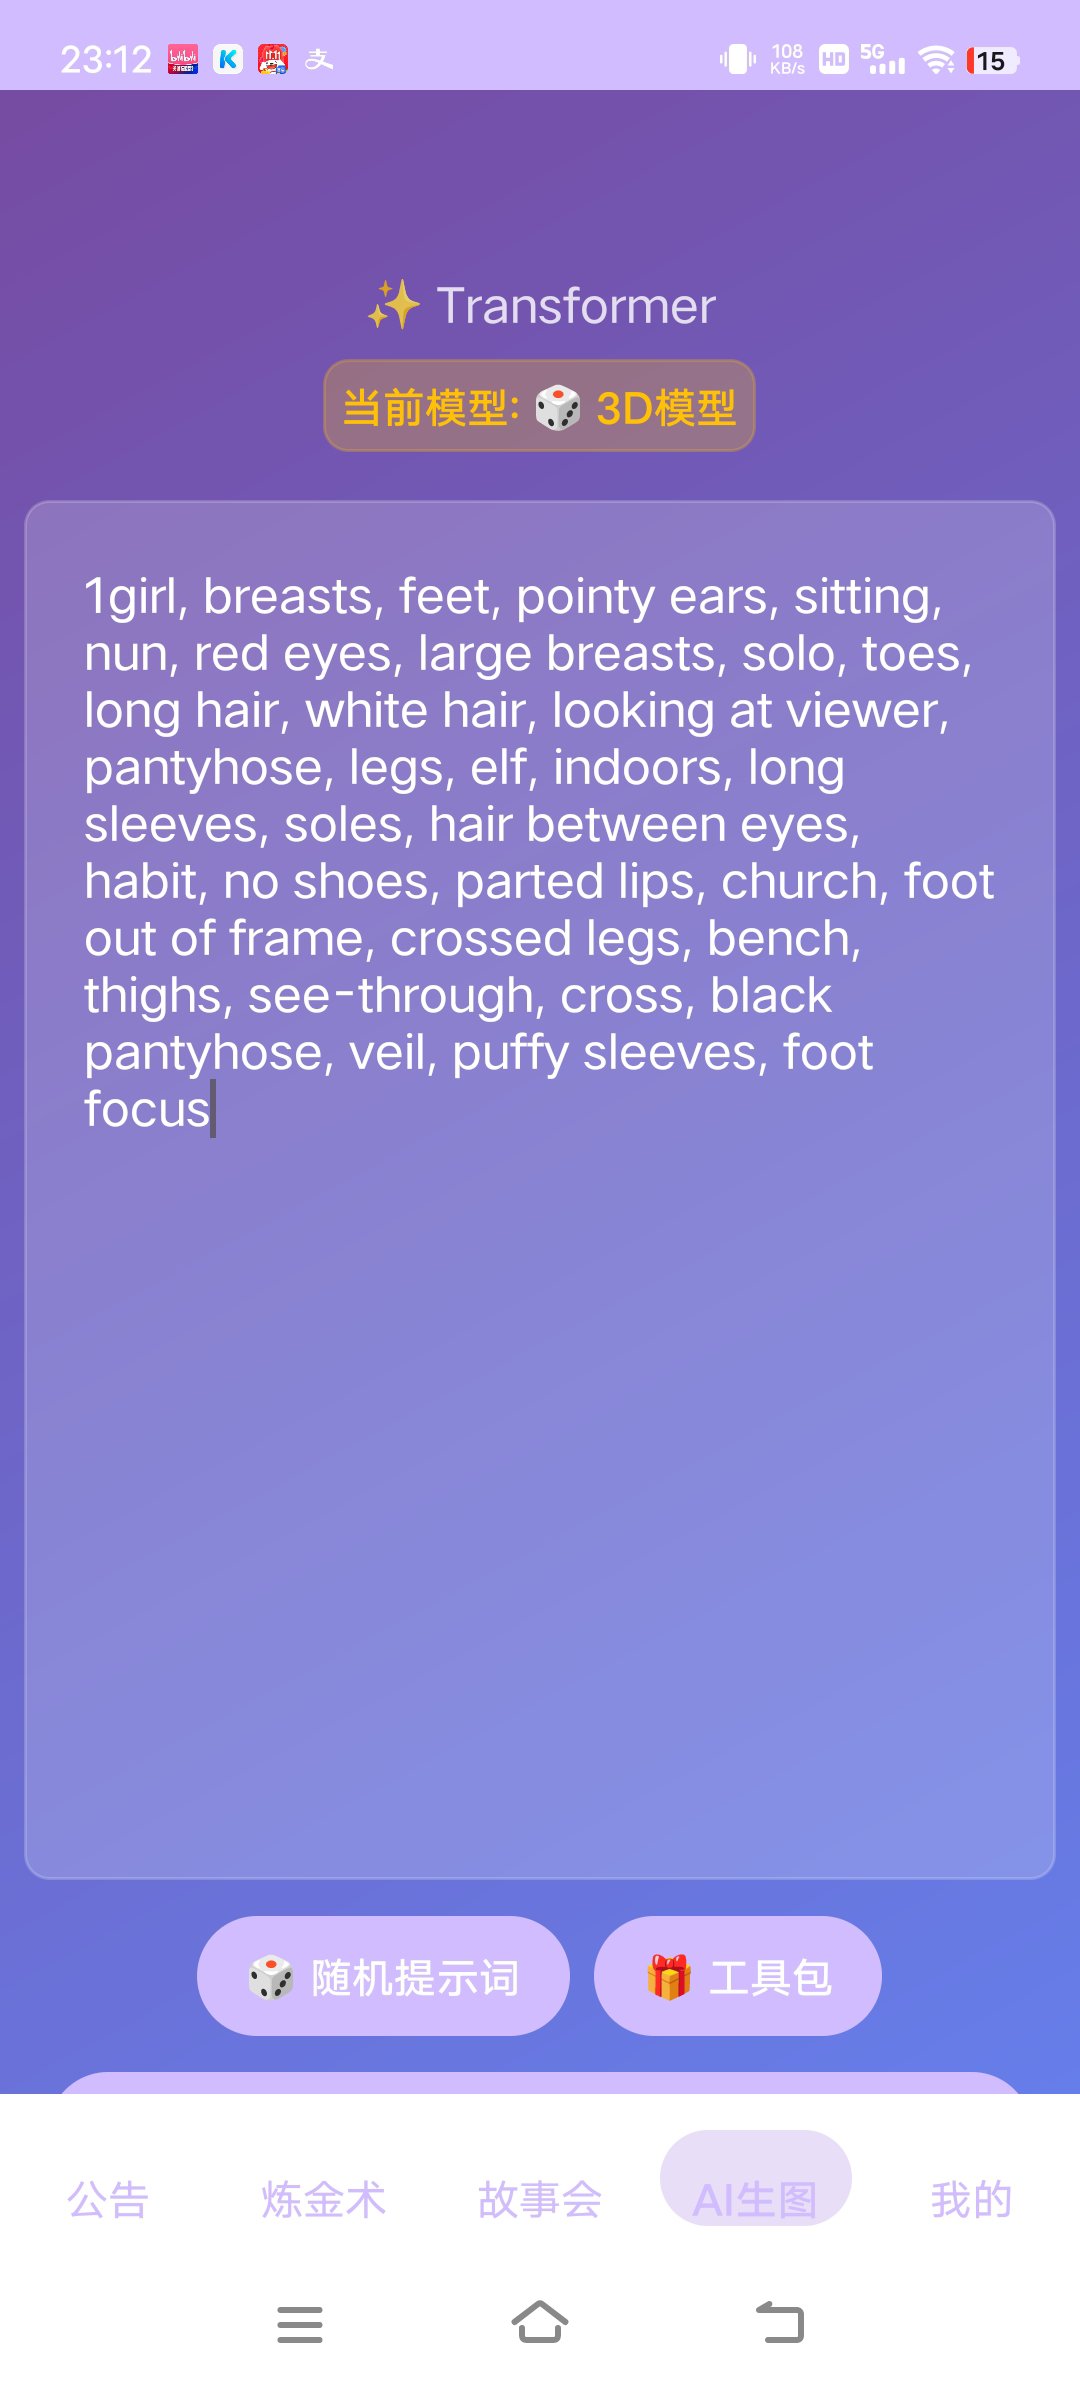 23:12
108
KB/s
HD
5G
15
Transformer
当前模型: 3D模型
1girl, breasts, feet, pointy ears, sitting,
nun, red eyes, large breasts, solo, toes,
long hair, white hair, looking at viewer,
pantyhose, legs, elf, indoors, long
sleeves, soles, hair between eyes,
habit, no shoes, parted lips, church, foot
out of frame, crossed legs, bench,
thighs, see-through, cross, black
pantyhose, veil, puffy sleeves, foot
focus
随机提示词
工具包
公告
炼金术
故事会
AI生图
我的